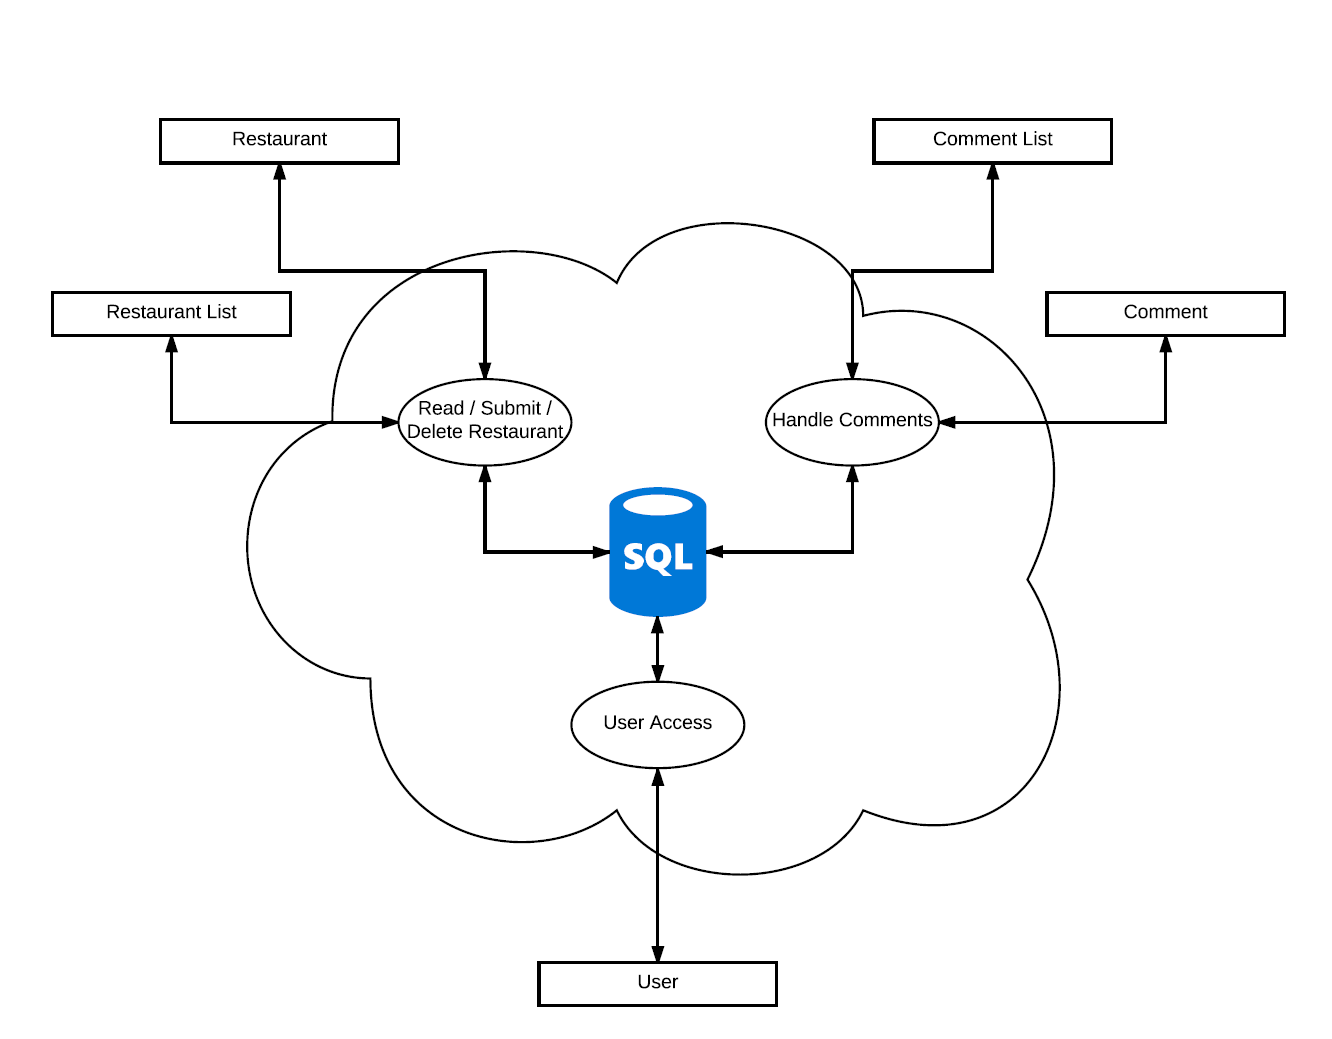 Restaurant
Comment List
Restaurant List
Comment
Read / Submit /
Delete Restaurant
Handle Comments
SQL
User Access
User